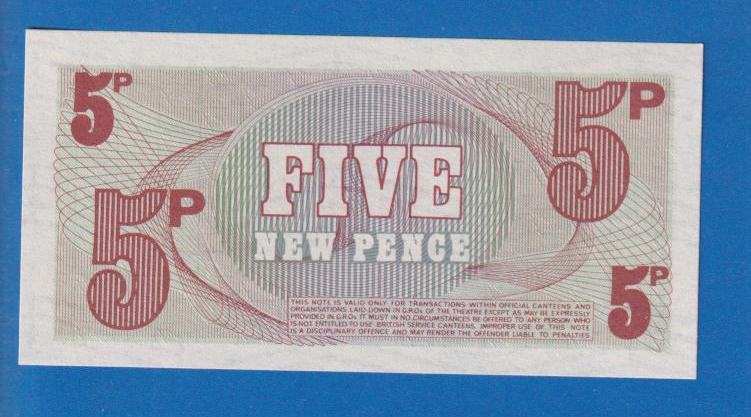 5P
5P
FIVE
NEW PENCE
5P
5P
THIS NOTE IS VALID ONLY FOR TRANSACTIONS WITHIN OFFICIAL CANTEENS AND
ORGANISATIONS LAID DOWN IN G.R.Os OF THE THEATRE EXCEPT AS MAY BE EXPRESSLY
PROVIDED IN G.R.Os IT MUST IN NO CIRCUMSTANCES BE OFFERED TO ANY PERSON WHO
IS NOT ENTITLED TO USE BRITISH SERVICE CANTEENS. IMPROPER USE OF THIS NOTE
IS A DISCIPLINARY OFFENCE AND MAY RENDER THE OFFENDER LIABLE TO PENALTIES